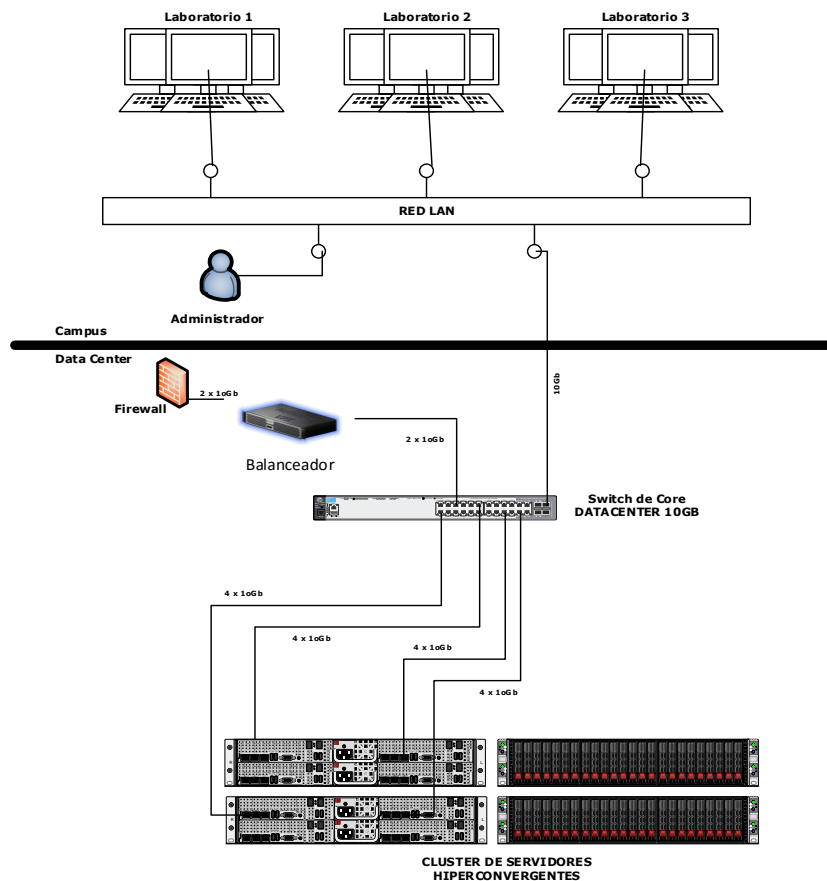 Laboratorio 1
Laboratorio 2
Laboratorio 3
RED LAN
Administrador
Campus
Data Center
Firewall
2 x 1oGb
10Gb
Balanceador
2 x 1oGb
Switch de Core
DATACENTER 10GB
4 x 1oGb
4 x 1oGb
4 x 1oGb
4 x 1oGb
CLUSTER DE SERVIDORES
HIPERCONVERGENTES